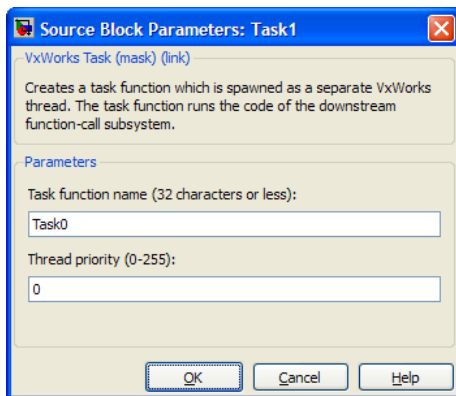 Source Block Parameters: Task1
VxWorks Task (mask) (link)
Creates a task function which is spawned as a separate VxWorks
thread. The task function runs the code of the downstream
function-call subsystem.
Parameters
Task function name (32 characters or less):
Task0
Thread priority (0-255):
0
OK Cancel Help